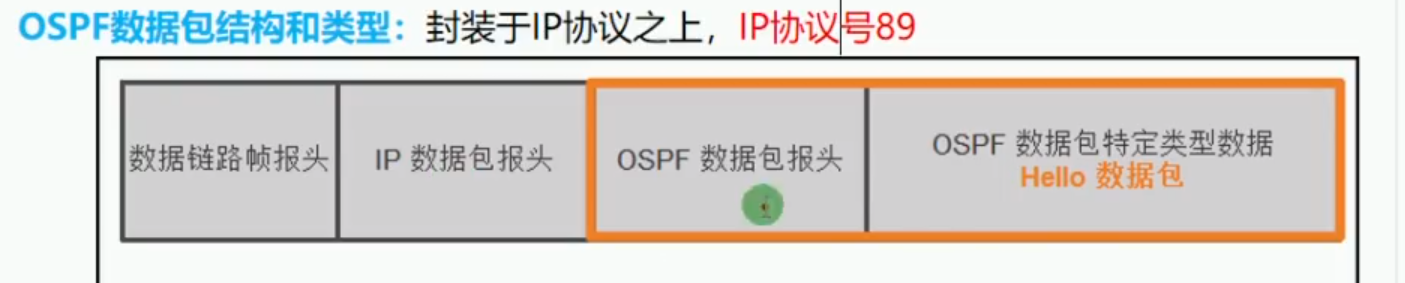 OSPF数据包结构和类型：封装于IP协议之上，IP协议号89
数据链路帧报头
IP 数据包报头
OSPF 数据包报头
OSPF 数据包特定类型数据
Hello 数据包